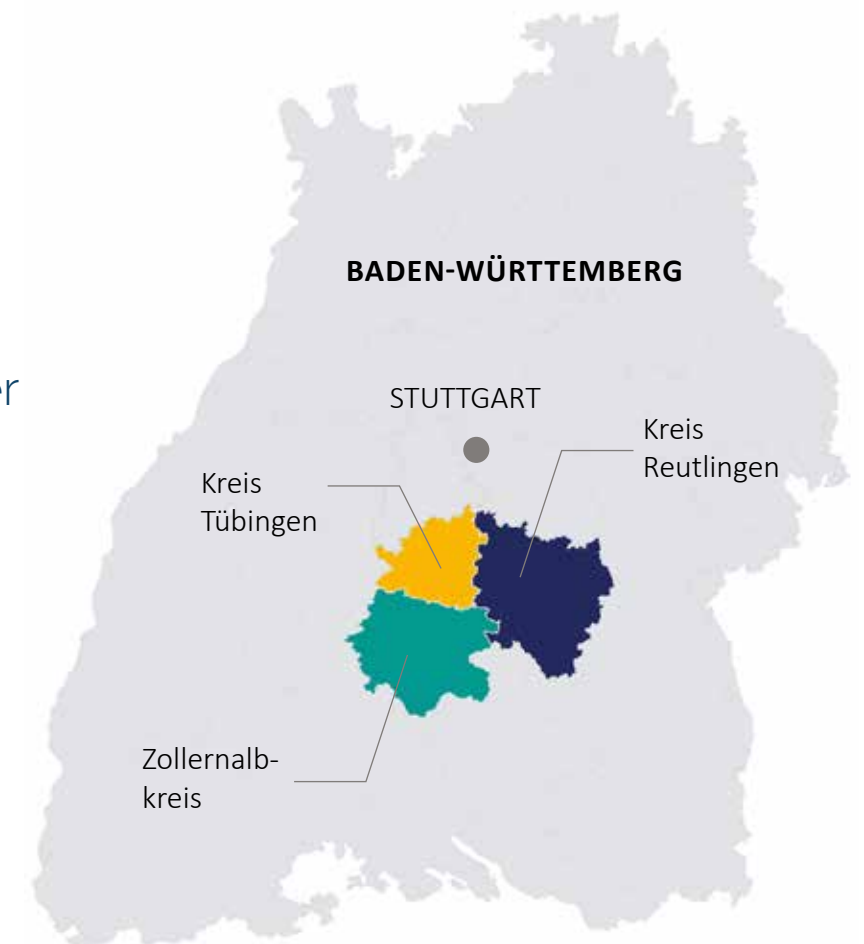 BADEN-WÜRTTEMBERG
STUTTGART
Kreis
Reutlingen
Kreis
Tübingen
Zollernalb-
kreis